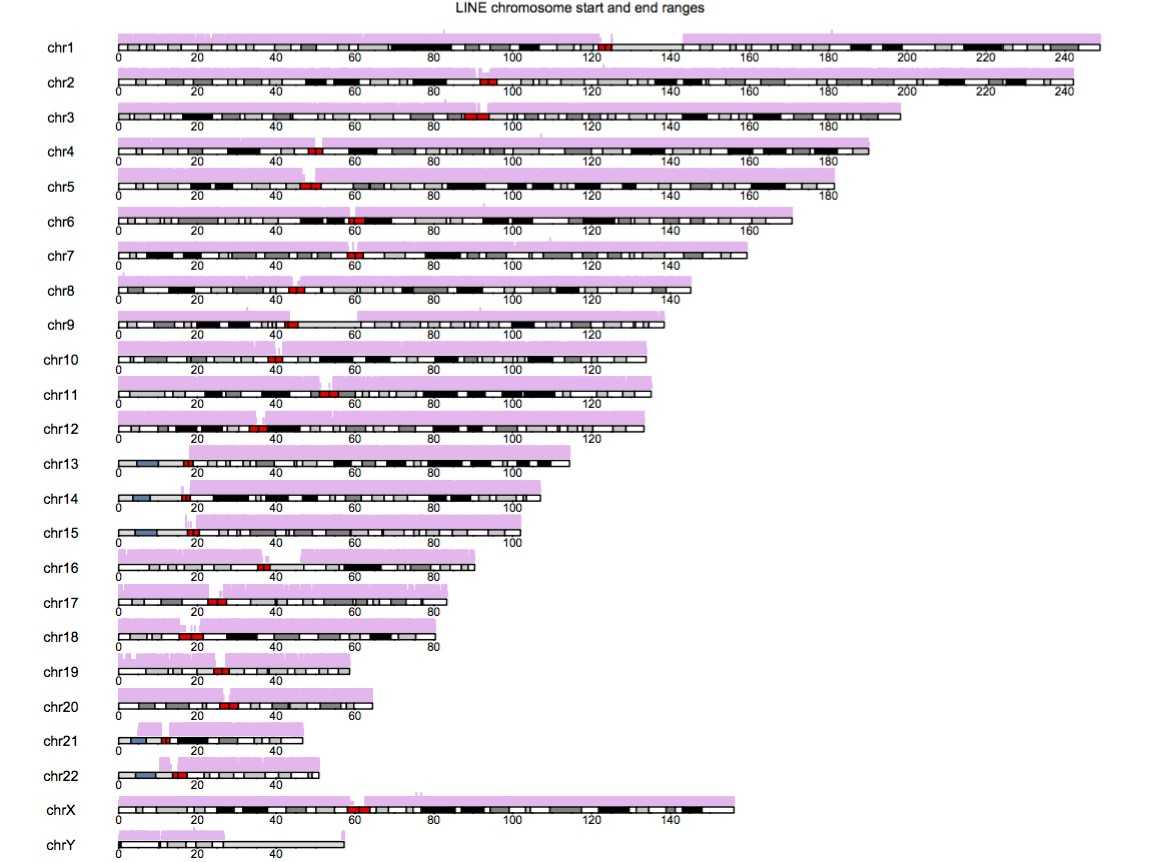 LINE chromosome start and end ranges
chr1
0 20 40 60 80 100 120 140 160 180 200 220 240
chr2
0 20 40 60 80 100 120 140 160 180 200 220 240
chr3
0 20 40 60 80 100 120 140 160 180
chr4
0 20 40 60 80 100 120 140 160 180
chr5
0 20 40 60 80 100 120 140 160 180
chr6
0 20 40 60 80 100 120 140 160
chr7
0 20 40 60 80 100 120 140
chr8
0 20 40 60 80 100 120 140
chr9
0 20 40 60 80 100 120
chr10
0 20 40 60 80 100 120
chr11
0 20 40 60 80 100 120
chr12
0 20 40 60 80 100 120
chr13
0 20 40 60 80 100
chr14
0 20 40 60 80 100
chr15
0 20 40 60 80 100
chr16
0 20 40 60 80
chr17
0 20 40 60 80
chr18
0 20 40 60 80
chr19
0 20 40
chr20
0 20 40 60
chr21
0 20 40
chr22
0 20 40
chrX
0 20 40 60 80 100 120 140
chrY
0 20 40